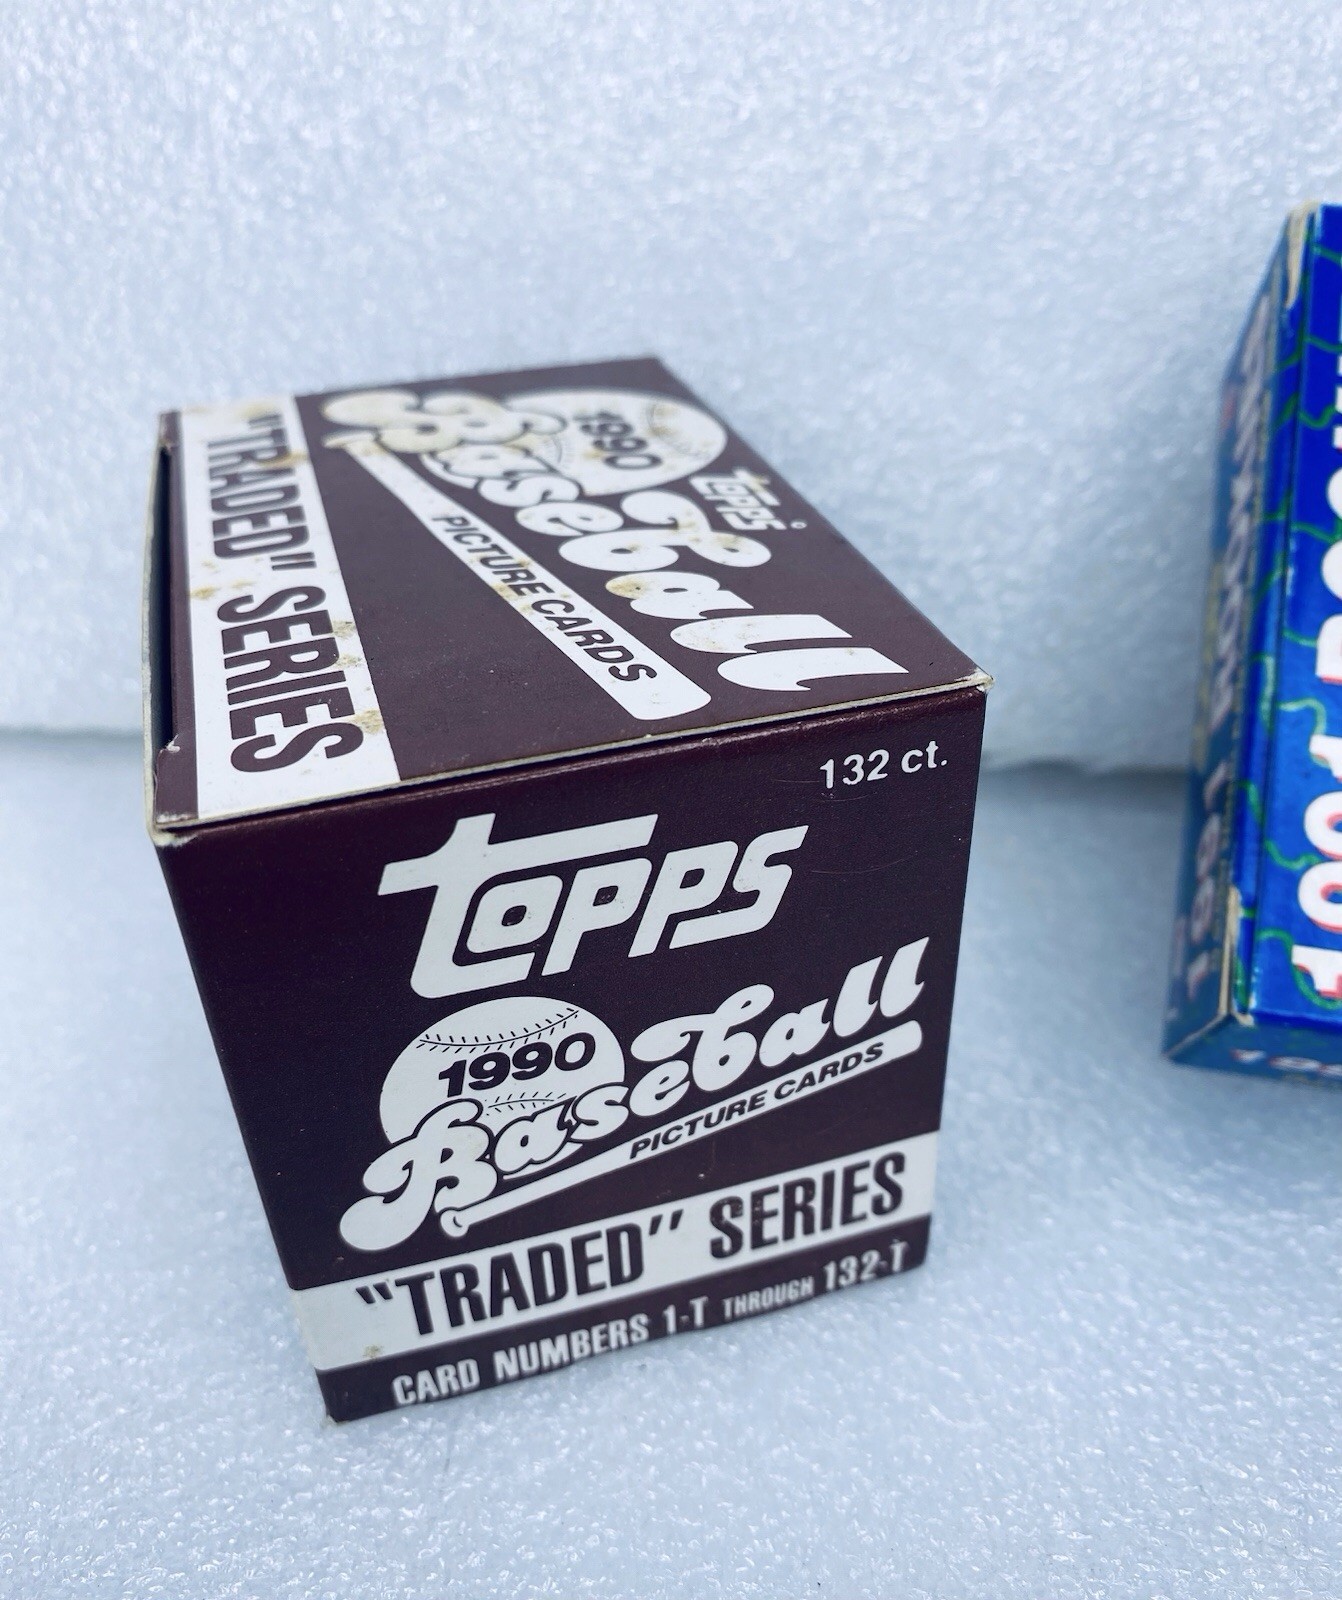 "TRADED" SERIES
1990
Baseball
PICTURE CARDS
TOPPS
132 ct.
TOPPS
1990
Baseball
PICTURE CARDS
"TRADED" SERIES
CARD NUMBERS 1-T THROUGH 132-T